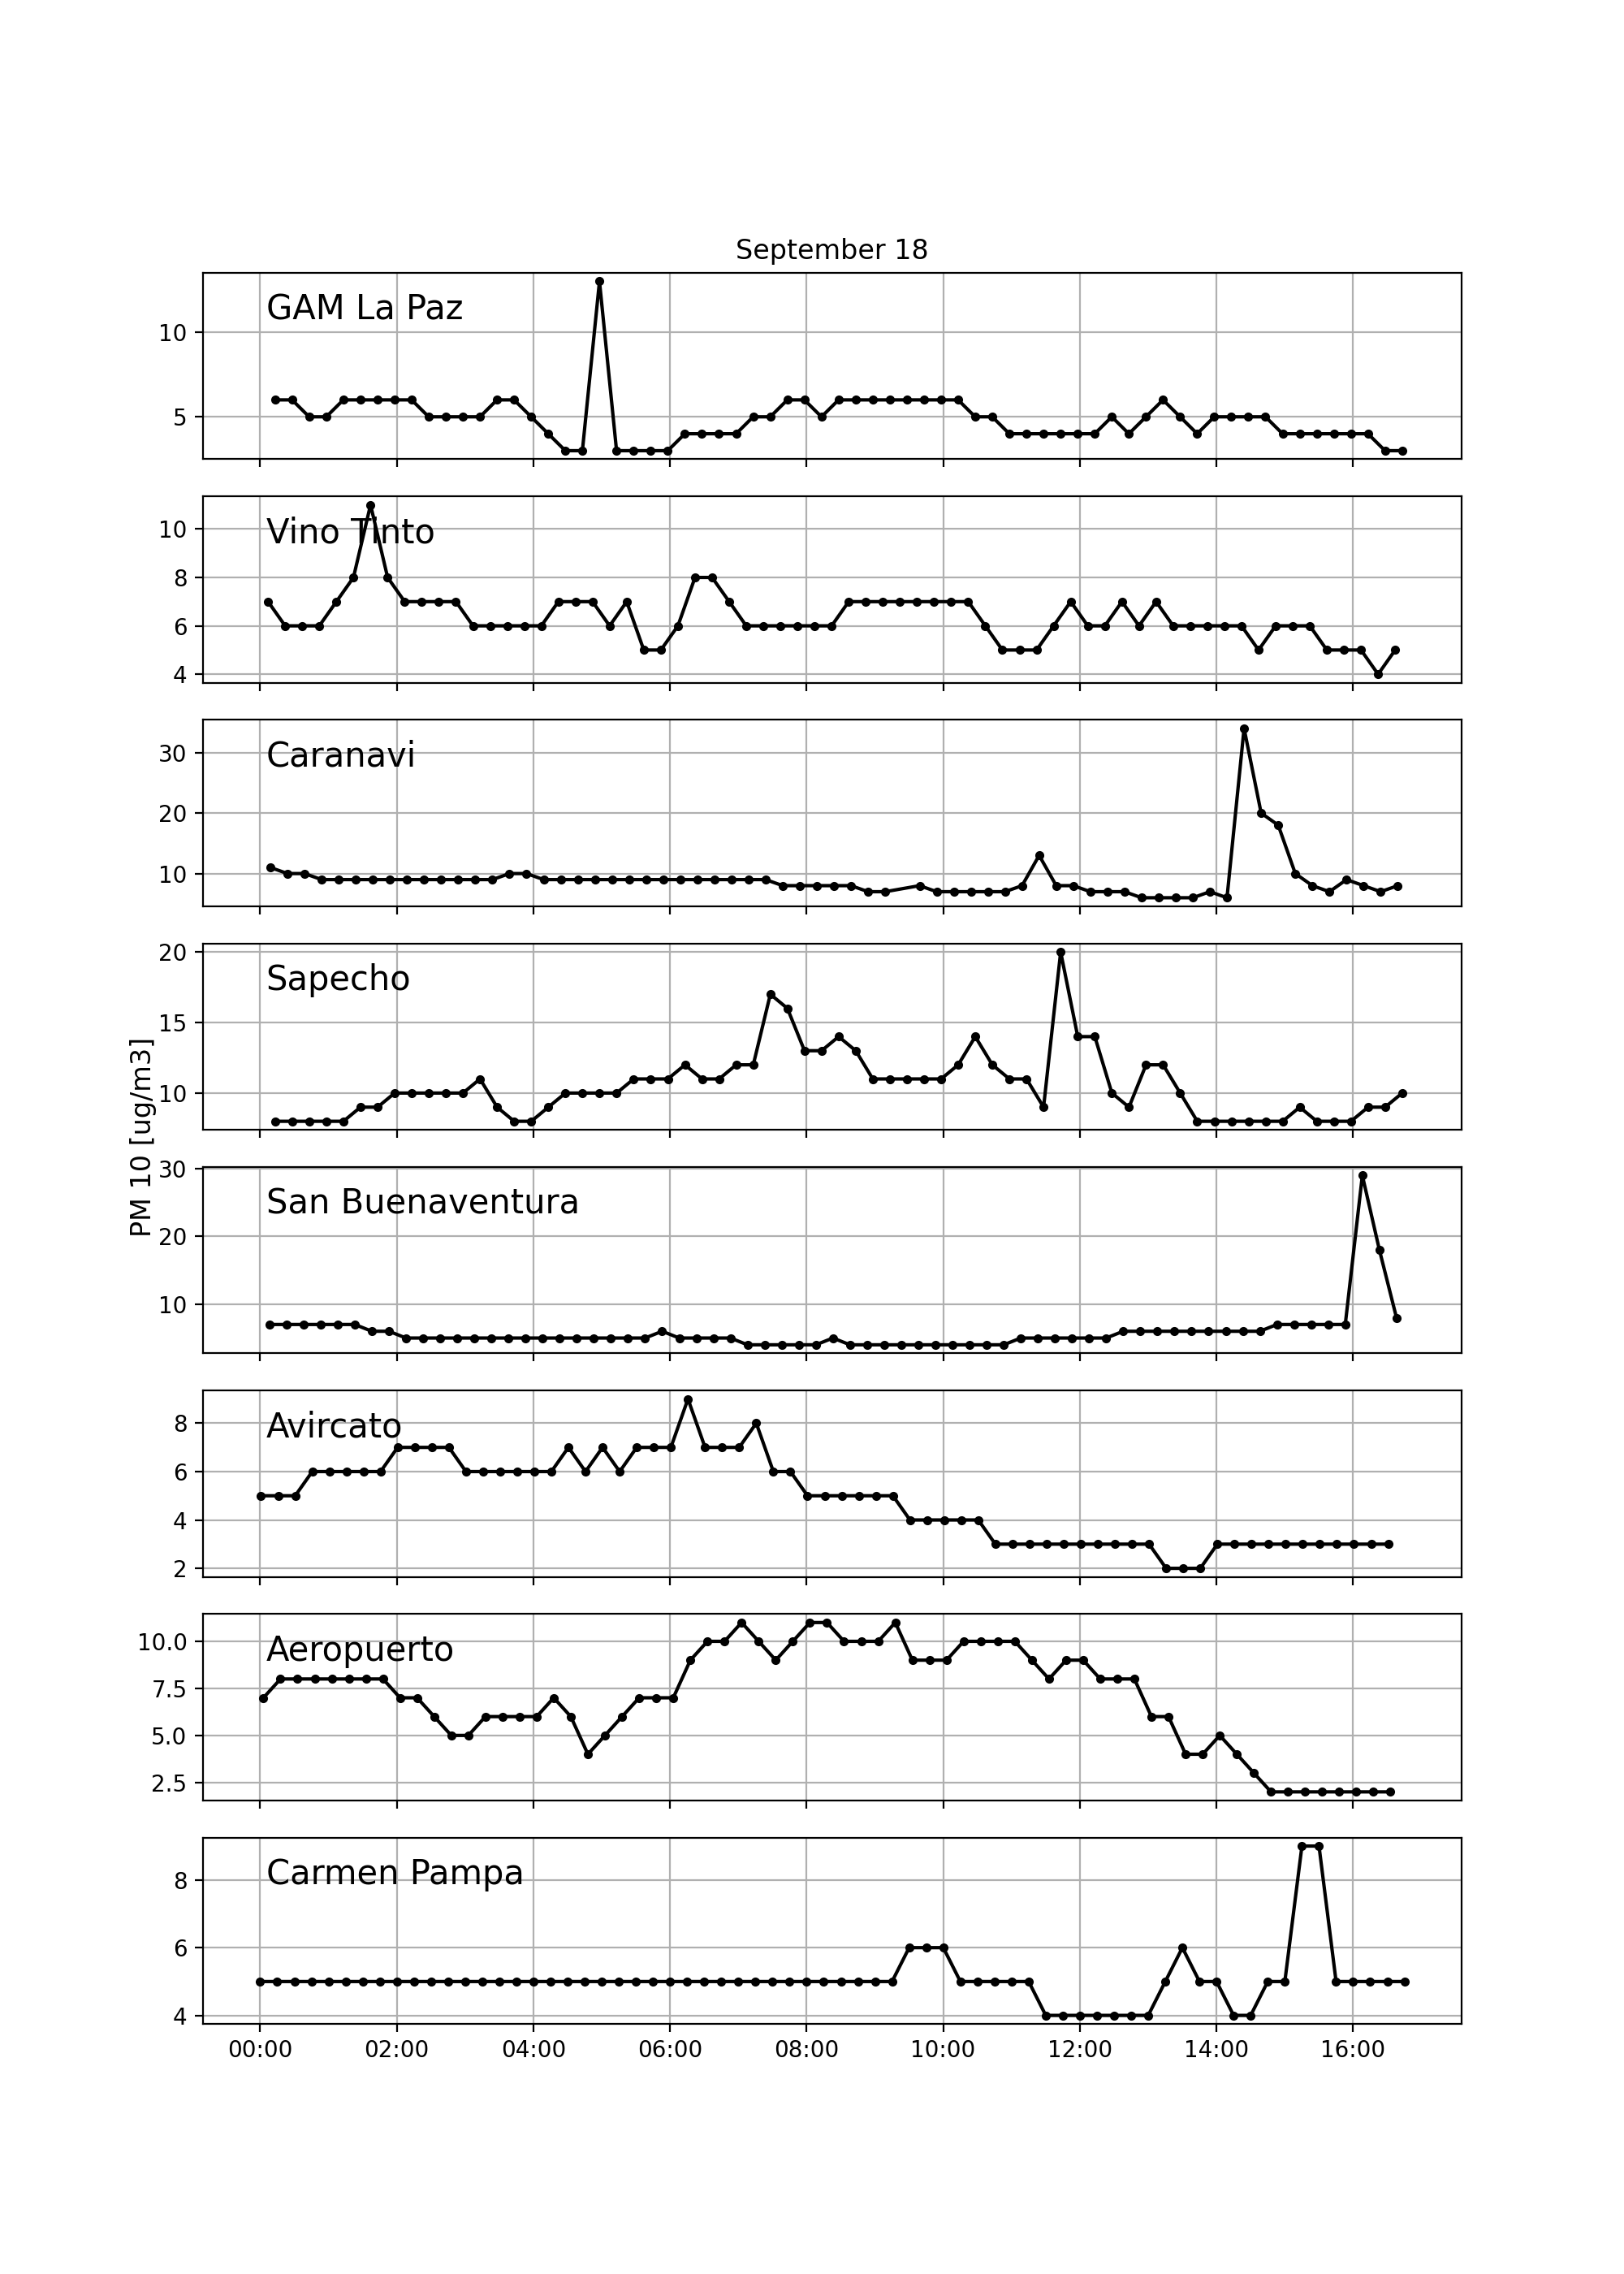 September 18
GAM La Paz
10
5
Vino Tinto
10
8
6
4
Caranavi
30
20
10
Sapecho
20
15
10
PM 10 [ug/m3]
San Buenaventura
30
20
10
Avircato
8
6
4
2
Aeropuerto
10.0
7.5
5.0
2.5
Carmen Pampa
8
6
4
00:00 02:00 04:00 06:00 08:00 10:00 12:00 14:00 16:00